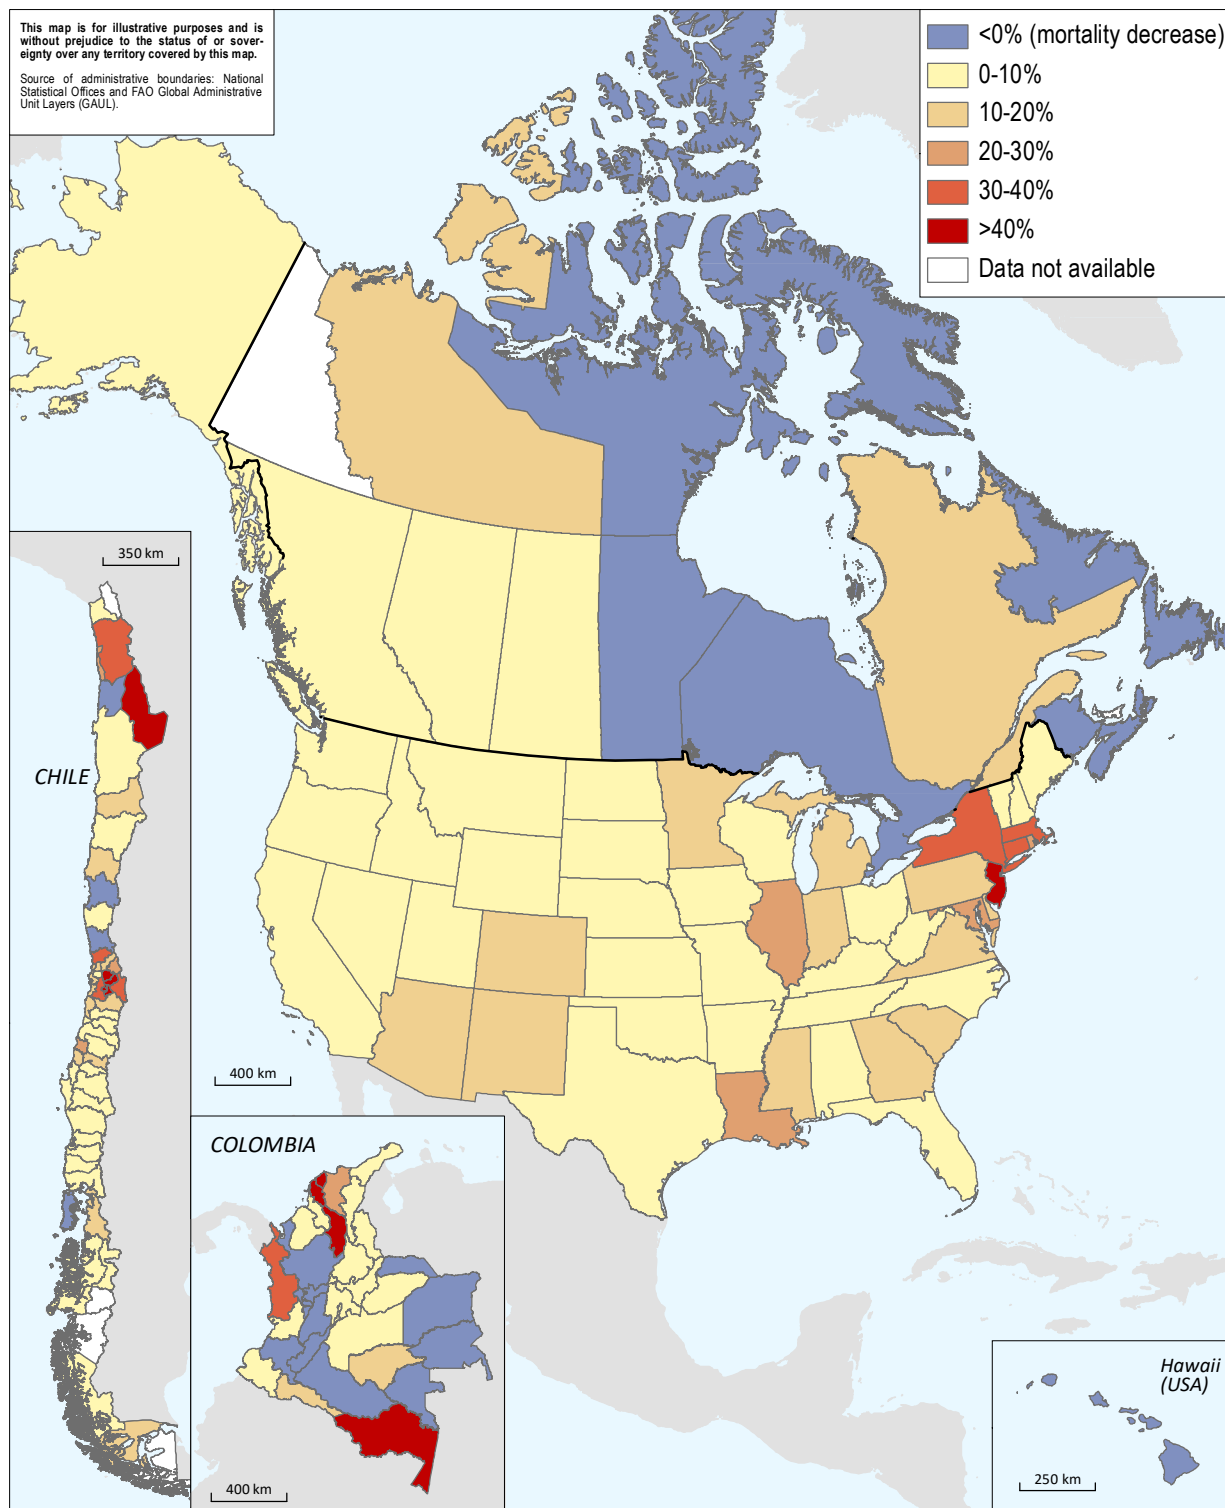 This map is for illustrative purposes and is
without prejudice to the status of or sover-
eignty over any territory covered by this map.
Source of administrative boundaries: National
Statistical Offices and FAO Global Administrative
Unit Layers (GAUL).
<0% (mortality decrease)
0-10%
10-20%
20-30%
30-40%
>40%
Data not available
350 km
CHILE
400 km
COLOMBIA
400 km
Hawaii
(USA)
250 km